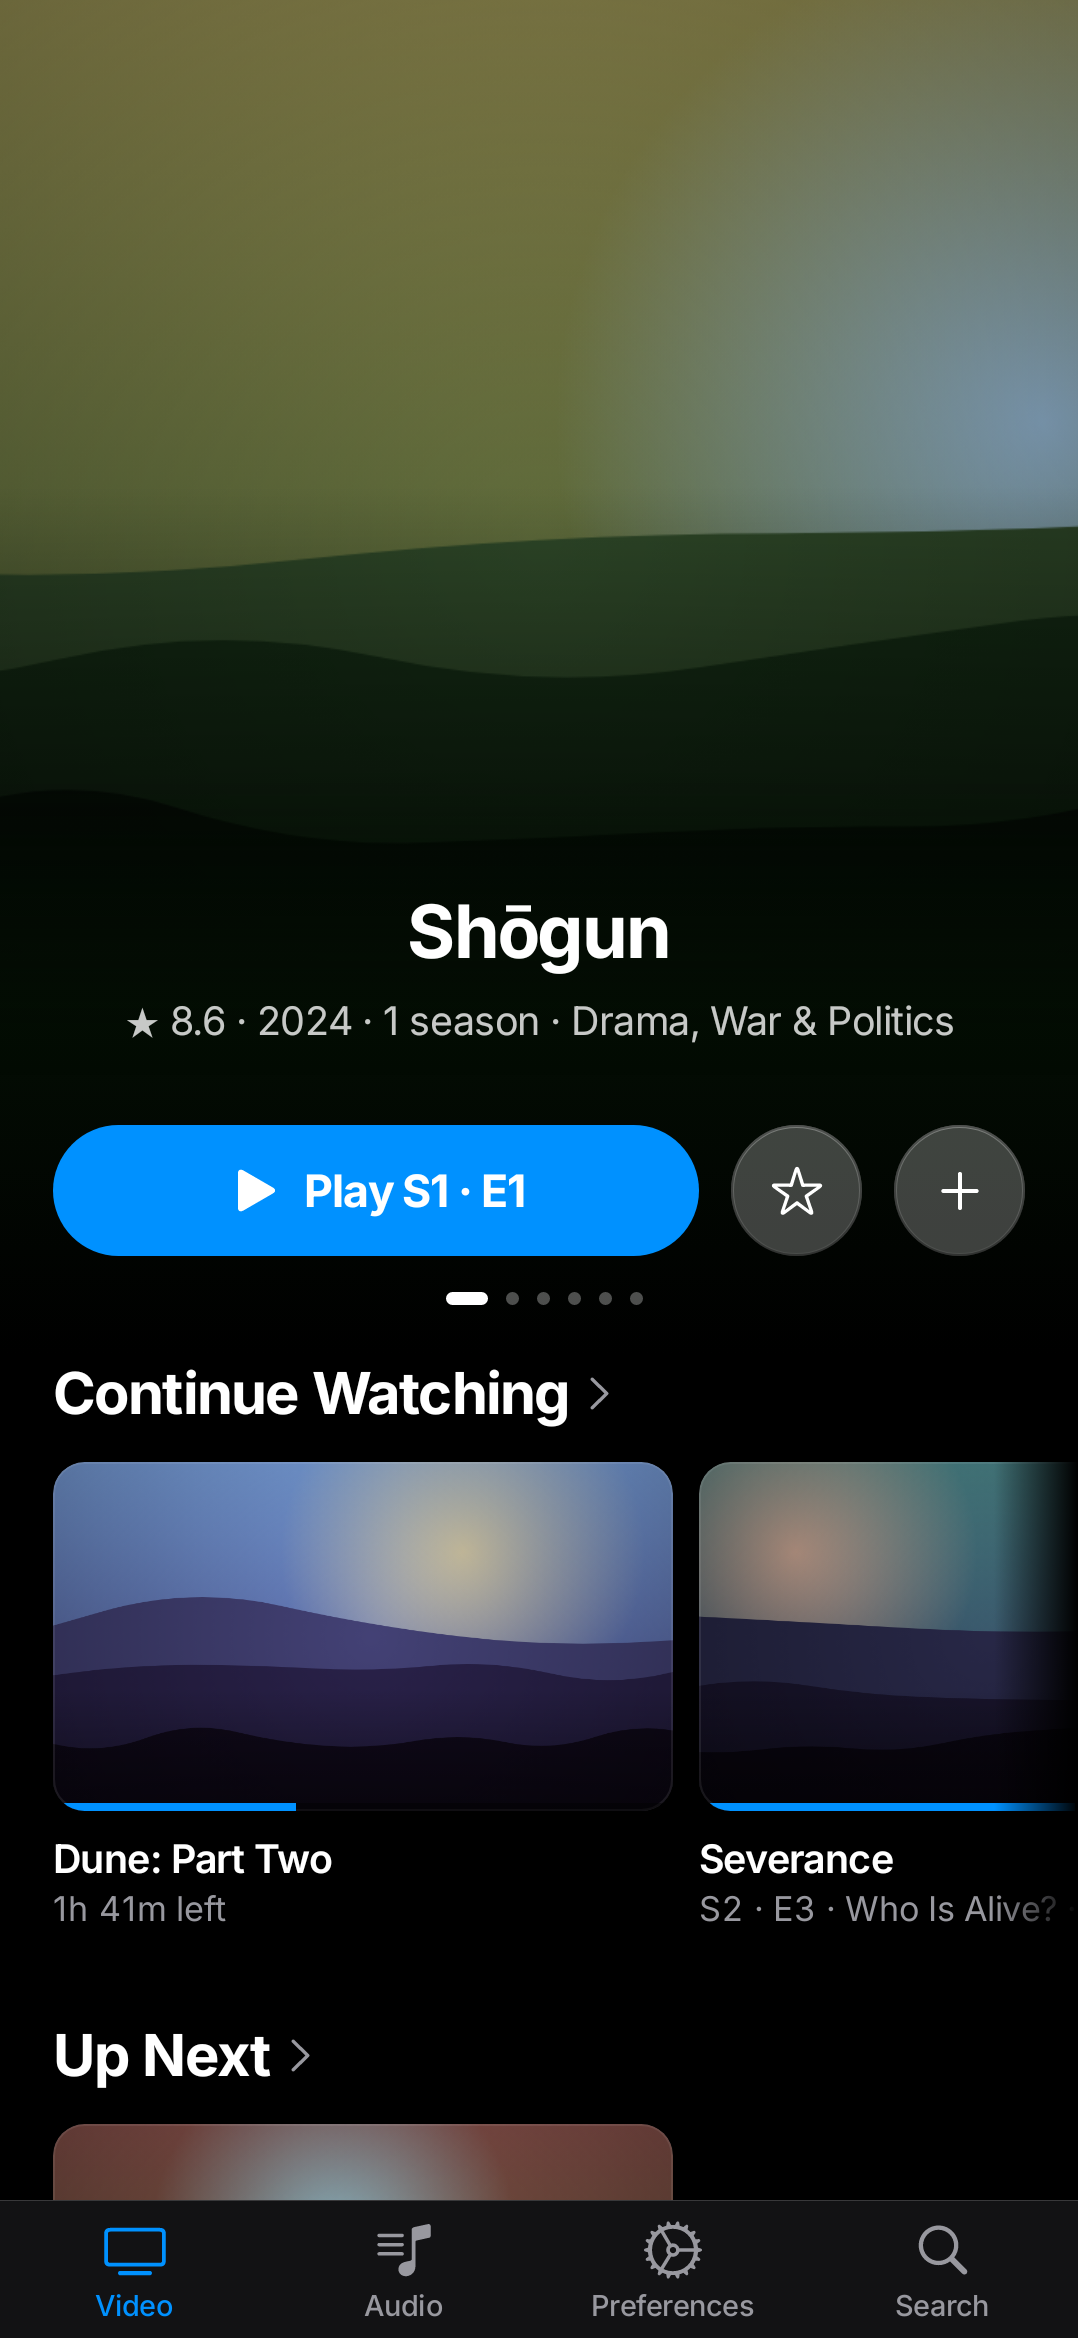 Shōgun
★ 8.6 · 2024 · 1 season · Drama, War & Politics
Play S1 · E1
Continue Watching
Dune: Part Two
1h 41m left
Severance
S2 · E3 · Who Is Alive? ·
Up Next
Video
Audio
Preferences
Search